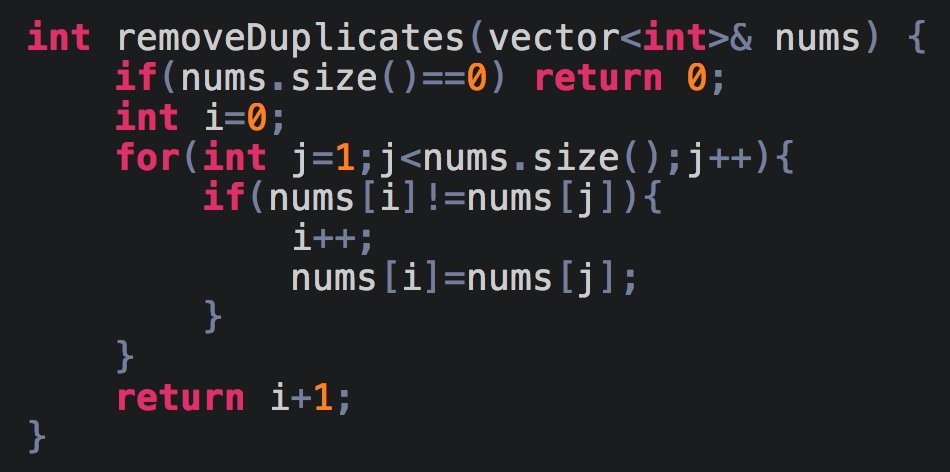 int removeDuplicates(vector<int>& nums) {
    if(nums.size()==0) return 0;
    int i=0;
    for(int j=1;j<nums.size();j++){
        if(nums[i]!=nums[j]){
            i++;
            nums[i]=nums[j];
        }
    }
    return i+1;
}